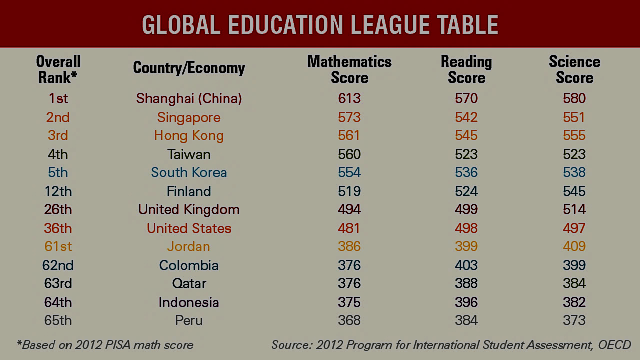 GLOBAL EDUCATION LEAGUE TABLE
Overall Rank* Country/Economy Mathematics Score Reading Score Science Score
1st Shanghai (China) 613 570 580
2nd Singapore 573 542 551
3rd Hong Kong 561 545 555
4th Taiwan 560 523 523
5th South Korea 554 536 538
12th Finland 519 524 545
26th United Kingdom 494 499 514
36th United States 481 498 497
61st Jordan 386 399 409
62nd Colombia 376 403 399
63rd Qatar 376 388 384
64th Indonesia 375 396 382
65th Peru 368 384 373
*Based on 2012 PISA math score Source: 2012 Program for International Student Assessment, OECD